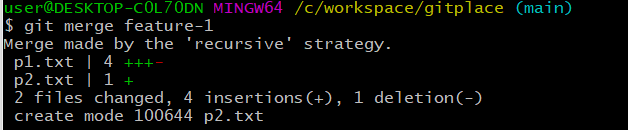 user@DESKTOP-C0L70DN MINGW64 /c/workspace/gitplace (main)
$ git merge feature-1
Merge made by the 'recursive' strategy.
 p1.txt | 4 +++-
 p2.txt | 1 +
 2 files changed, 4 insertions(+), 1 deletion(-)
 create mode 100644 p2.txt